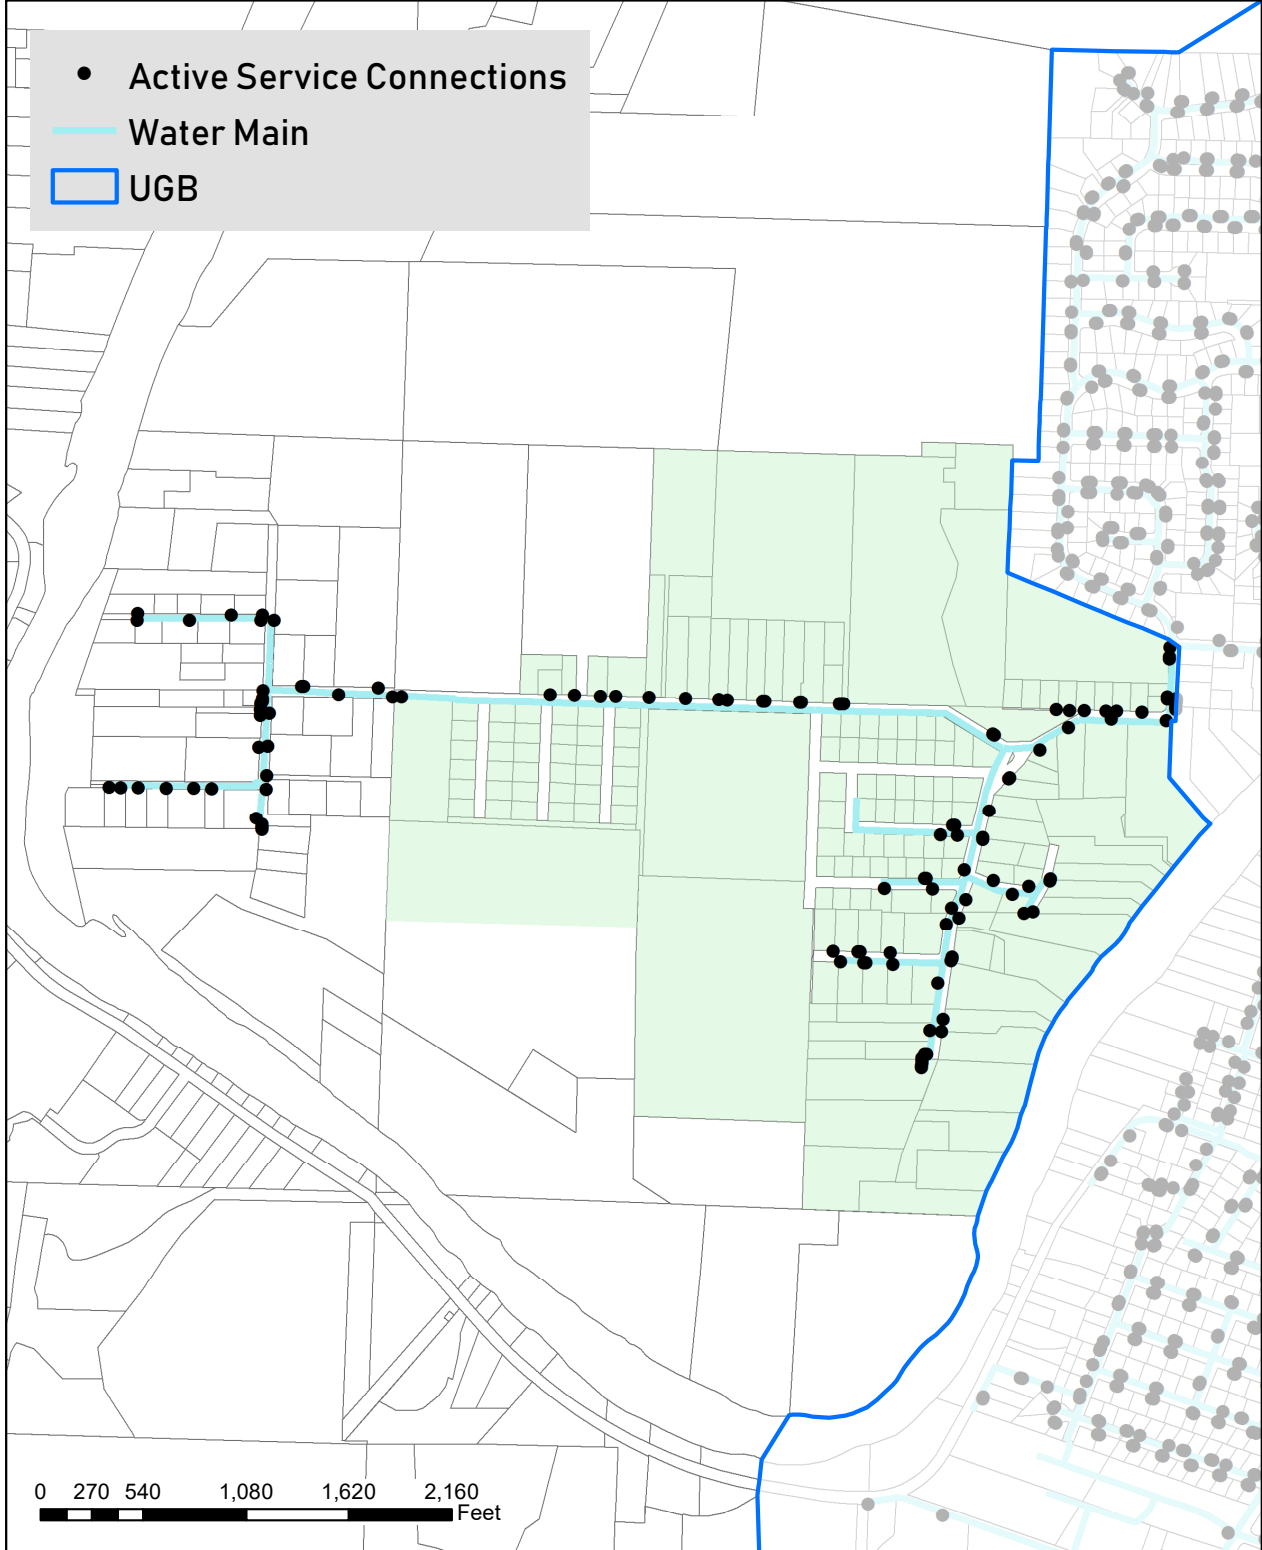 Active Service Connections
Water Main
UGB
0 270 540 1,080 1,620 2,160
Feet